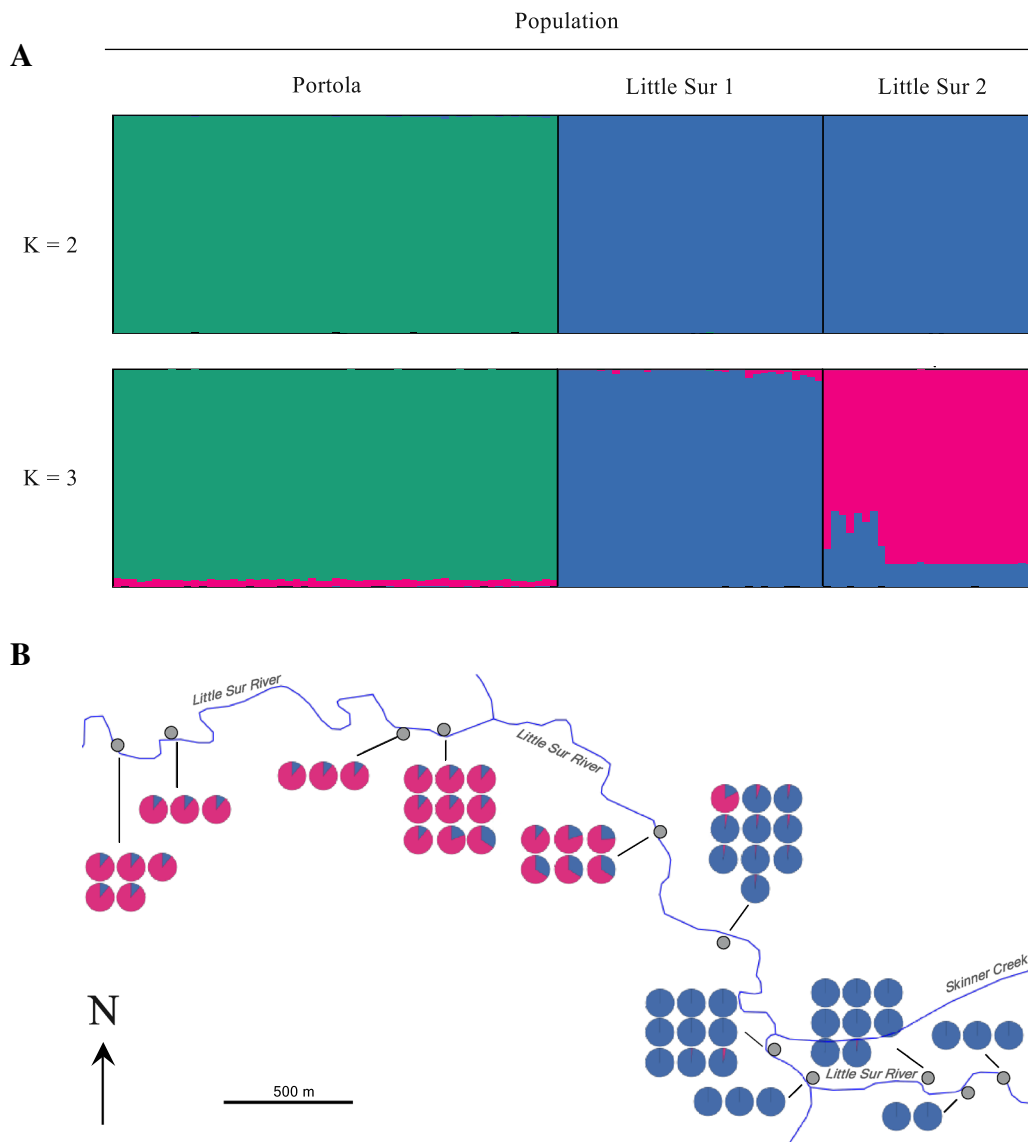 Population
A
Portola Little Sur 1 Little Sur 2
K = 2
K = 3
B
Little Sur River
Little Sur River
Skinner Creek
Little Sur River
N
500 m